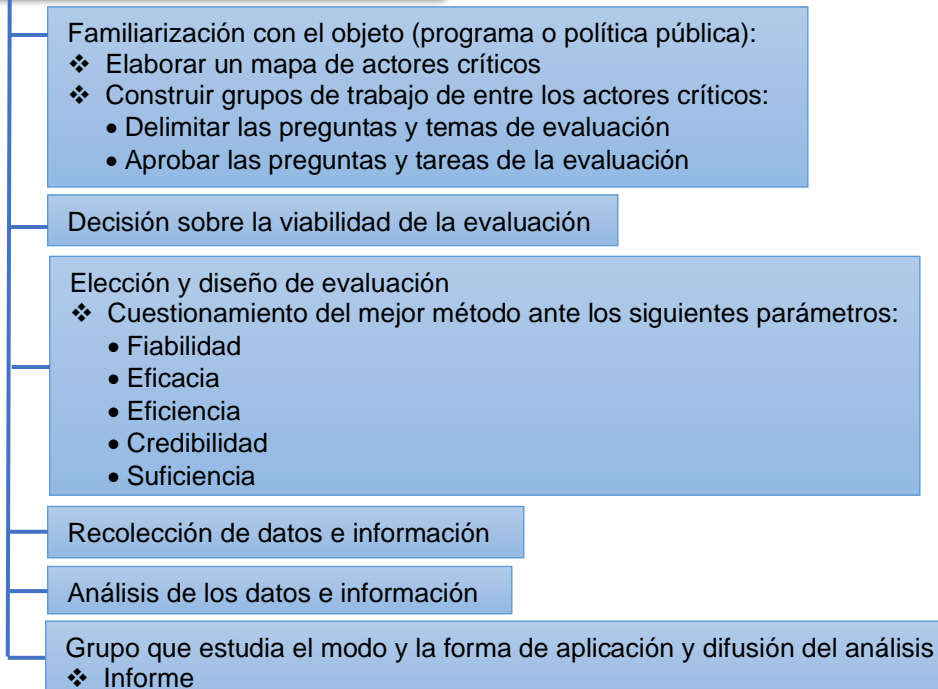 Familiarización con el objeto (programa o política pública):
❖ Elaborar un mapa de actores críticos
❖ Construir grupos de trabajo de entre los actores críticos:
• Delimitar las preguntas y temas de evaluación
• Aprobar las preguntas y tareas de la evaluación
Decisión sobre la viabilidad de la evaluación
Elección y diseño de evaluación
❖ Cuestionamiento del mejor método ante los siguientes parámetros:
• Fiabilidad
• Eficacia
• Eficiencia
• Credibilidad
• Suficiencia
Recolección de datos e información
Análisis de los datos e información
Grupo que estudia el modo y la forma de aplicación y difusión del análisis
❖ Informe